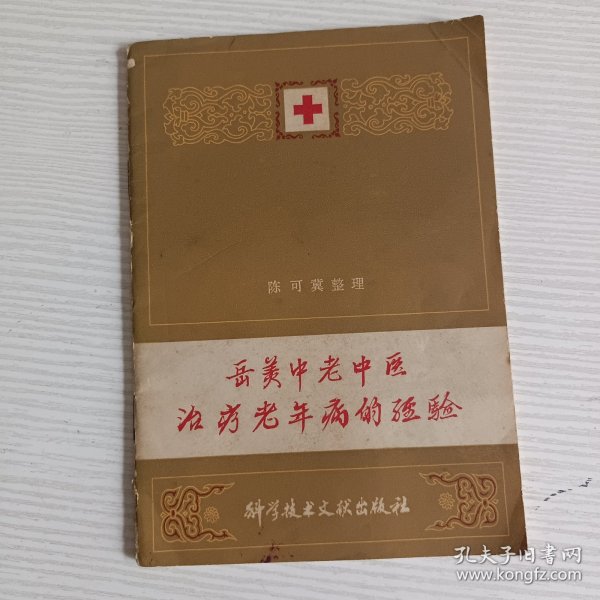 陈可冀整理
岳美中老中医
治疗老年病的经验
科学技术文献出版社
孔夫子旧书网
www.kongfz.com